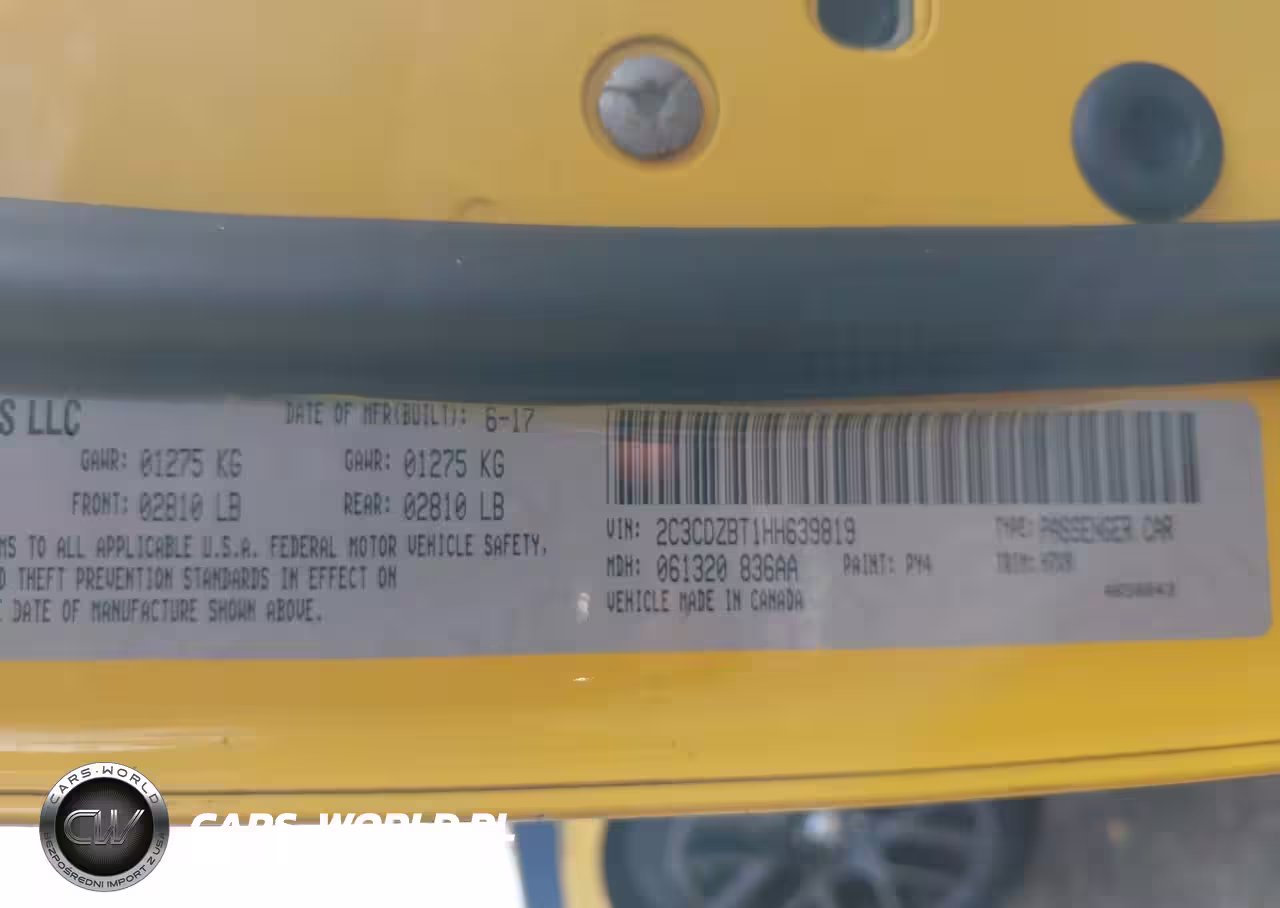 S LLC
DATE OF MFR(BUILT): 6-17
GAWR: 01275 KG GAWR: 01275 KG
FRONT: 02810 LB REAR: 02810 LB
MS TO ALL APPLICABLE U.S.A. FEDERAL MOTOR VEHICLE SAFETY,
D THEFT PREVENTION STANDARDS IN EFFECT ON
E DATE OF MANUFACTURE SHOWN ABOVE.
VIN: 2C3CDZBT1HH639819 TYPE: PASSENGER CAR
MDH: 061320 836AA PAINT: PY4 TRIM:
VEHICLE MADE IN CANADA
CARS·WORLD
CW
BEZPOŚREDNI IMPORT Z USA
CARS-WORLD.PL